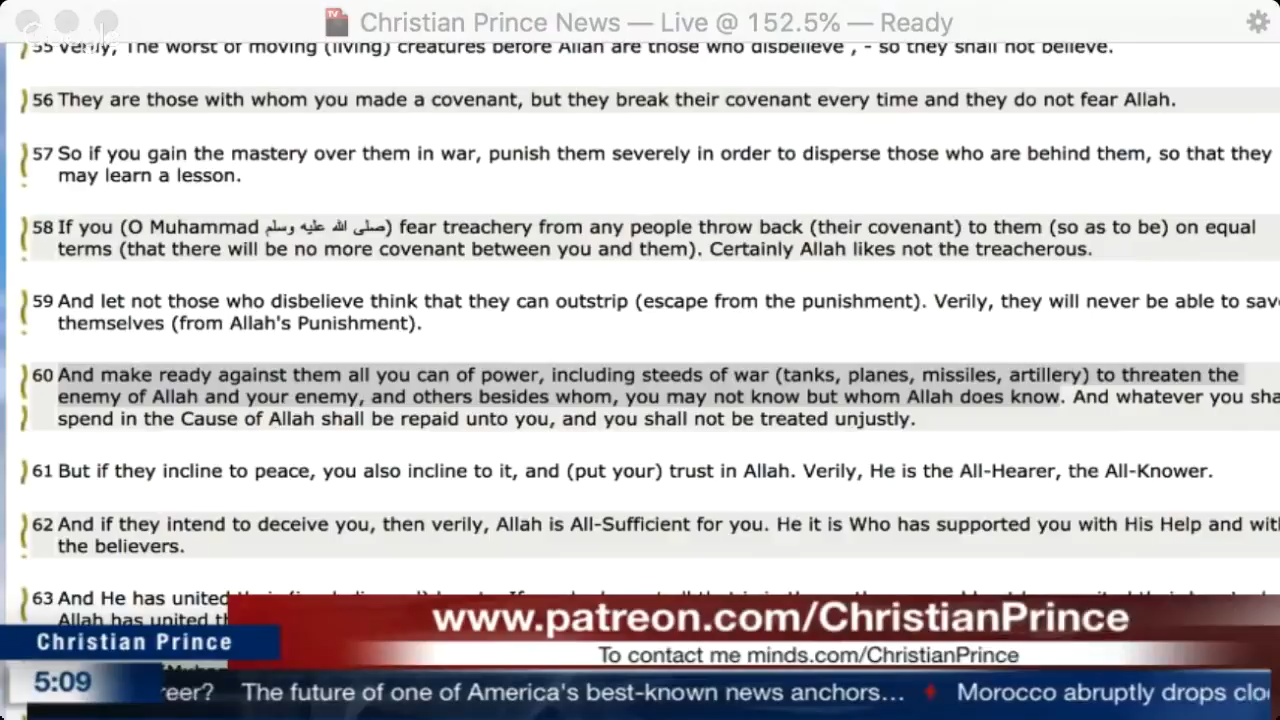 Christian Prince News — Live @ 152.5% — Ready
Google
55 Verily, The worst of moving (living) creatures before Allah are those who disbelieve , - so they shall not believe.
56 They are those with whom you made a covenant, but they break their covenant every time and they do not fear Allah.
57 So if you gain the mastery over them in war, punish them severely in order to disperse those who are behind them, so that they
may learn a lesson.
58 If you (O Muhammad صلى الله عليه وسلم) fear treachery from any people throw back (their covenant) to them (so as to be) on equal
terms (that there will be no more covenant between you and them). Certainly Allah likes not the treacherous.
59 And let not those who disbelieve think that they can outstrip (escape from the punishment). Verily, they will never be able to save
themselves (from Allah's Punishment).
60 And make ready against them all you can of power, including steeds of war (tanks, planes, missiles, artillery) to threaten the
enemy of Allah and your enemy, and others besides whom, you may not know but whom Allah does know. And whatever you sha
spend in the Cause of Allah shall be repaid unto you, and you shall not be treated unjustly.
61 But if they incline to peace, you also incline to it, and (put your) trust in Allah. Verily, He is the All-Hearer, the All-Knower.
62 And if they intend to deceive you, then verily, Allah is All-Sufficient for you. He it is Who has supported you with His Help and with
the believers.
63 And He has united
Allah has united th
www.patreon.com/ChristianPrince
To contact me minds.com/ChristianPrince
Christian Prince
5:09
reer? The future of one of America's best-known news anchors... Morocco abruptly drops clo